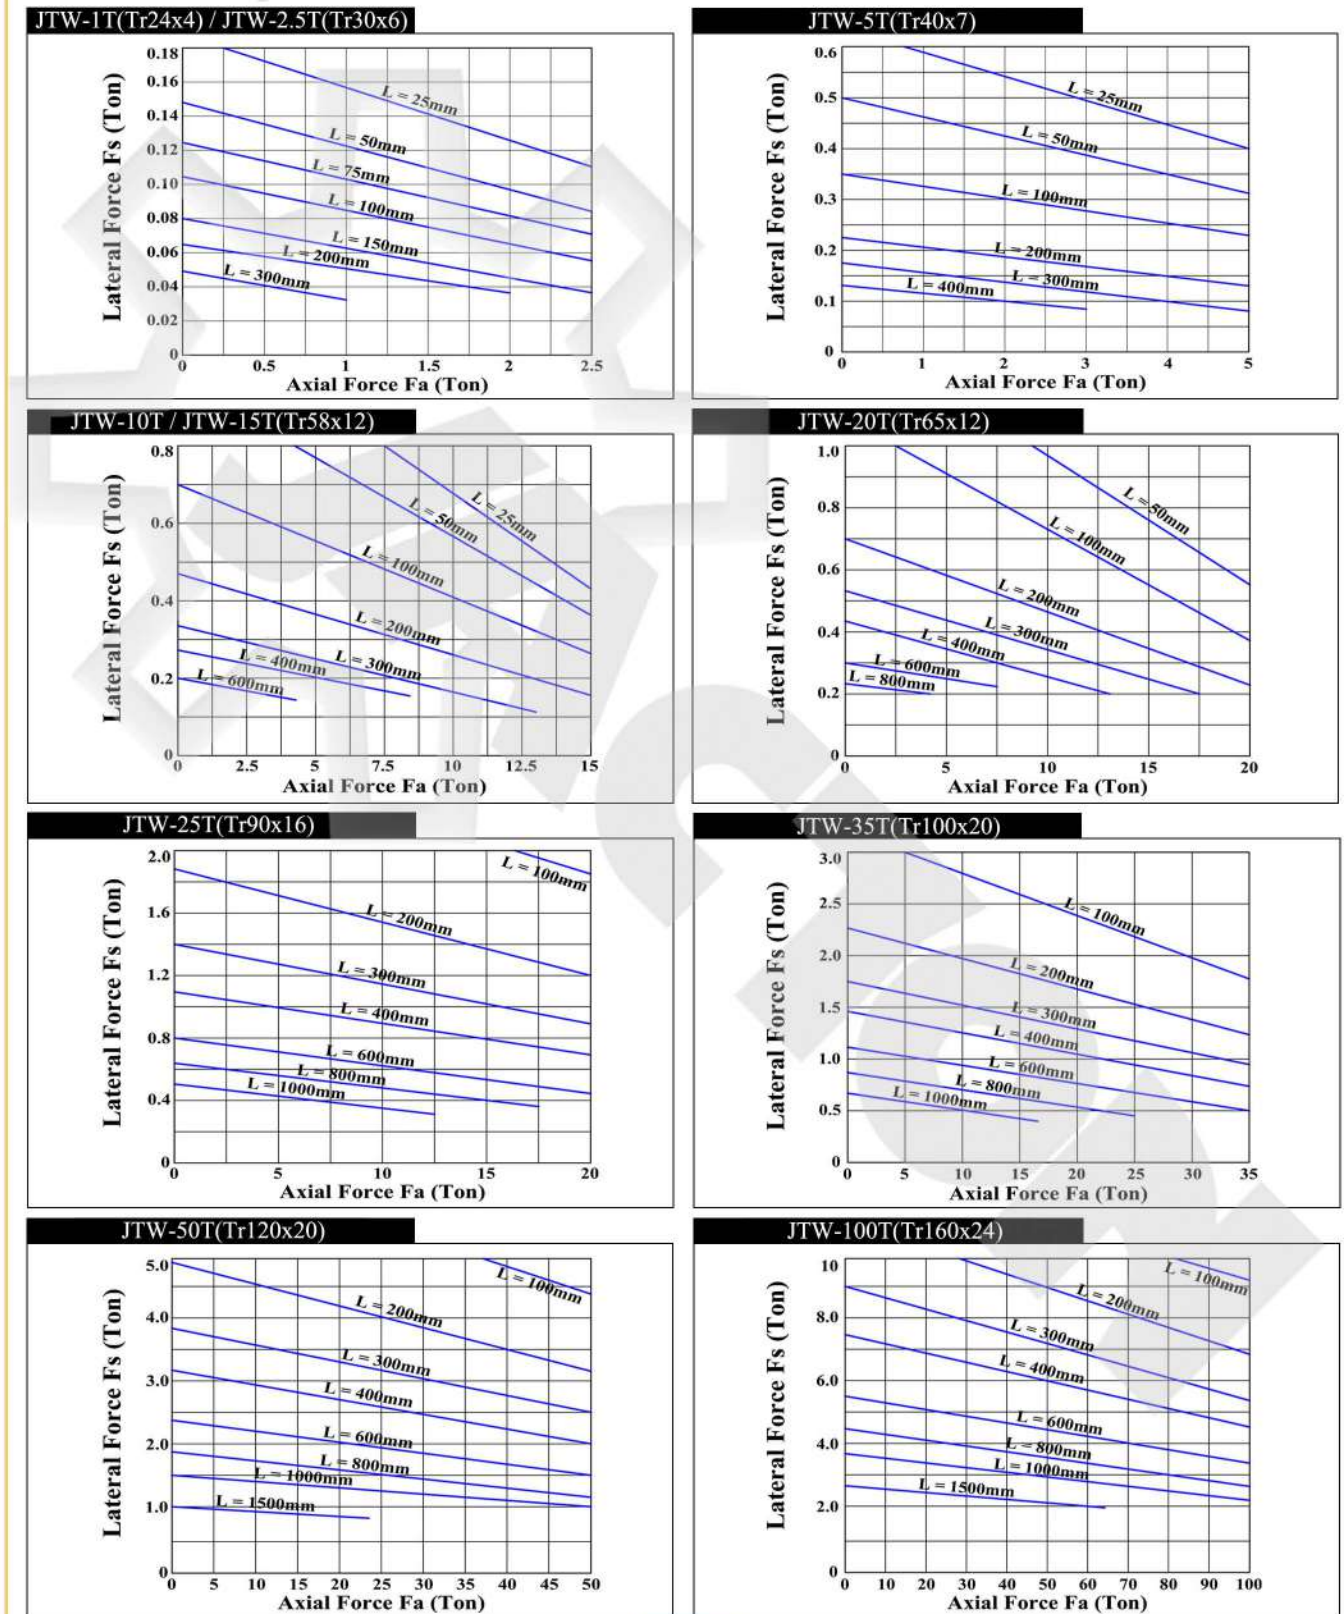 JTW-1T(Tr24x4) / JTW-2.5T(Tr30x6)
Lateral Force Fs (Ton)
0.18
0.16
0.14
0.12
0.10
0.08
0.06
0.04
0.02
0
L = 25mm
L = 50mm
L = 75mm
L = 100mm
L = 150mm
L = 200mm
L = 300mm
0 0.5 1 1.5 2 2.5
Axial Force Fa (Ton)
JTW-5T(Tr40x7)
Lateral Force Fs (Ton)
0.6
0.5
0.4
0.3
0.2
0.1
0
L = 25mm
L = 50mm
L = 100mm
L = 200mm
L = 300mm
L = 400mm
0 1 2 3 4 5
Axial Force Fa (Ton)
JTW-10T / JTW-15T(Tr58x12)
Lateral Force Fs (Ton)
0.8
0.6
0.4
0.2
0
L = 25mm
L = 50mm
L = 100mm
L = 200mm
L = 300mm
L = 400mm
L = 600mm
0 2.5 5 7.5 10 12.5 15
Axial Force Fa (Ton)
JTW-20T(Tr65x12)
Lateral Force Fs (Ton)
1.0
0.8
0.6
0.4
0.2
0
L = 50mm
L = 100mm
L = 200mm
L = 300mm
L = 400mm
L = 600mm
L = 800mm
0 5 10 15 20
Axial Force Fa (Ton)
JTW-25T(Tr90x16)
Lateral Force Fs (Ton)
2.0
1.6
1.2
0.8
0.4
0
L = 100mm
L = 200mm
L = 300mm
L = 400mm
L = 600mm
L = 800mm
L = 1000mm
0 5 10 15 20
Axial Force Fa (Ton)
JTW-35T(Tr100x20)
Lateral Force Fs (Ton)
3.0
2.5
2.0
1.5
1.0
0.5
0
L = 100mm
L = 200mm
L = 300mm
L = 400mm
L = 600mm
L = 800mm
L = 1000mm
0 5 10 15 20 25 30 35
Axial Force Fa (Ton)
JTW-50T(Tr120x20)
Lateral Force Fs (Ton)
5.0
4.0
3.0
2.0
1.0
0
L = 100mm
L = 200mm
L = 300mm
L = 400mm
L = 600mm
L = 800mm
L = 1000mm
L = 1500mm
0 5 10 15 20 25 30 35 40 45 50
Axial Force Fa (Ton)
JTW-100T(Tr160x24)
Lateral Force Fs (Ton)
10
8.0
6.0
4.0
2.0
0
L = 100mm
L = 200mm
L = 300mm
L = 400mm
L = 600mm
L = 800mm
L = 1000mm
L = 1500mm
0 10 20 30 40 50 60 70 80 90 100
Axial Force Fa (Ton)